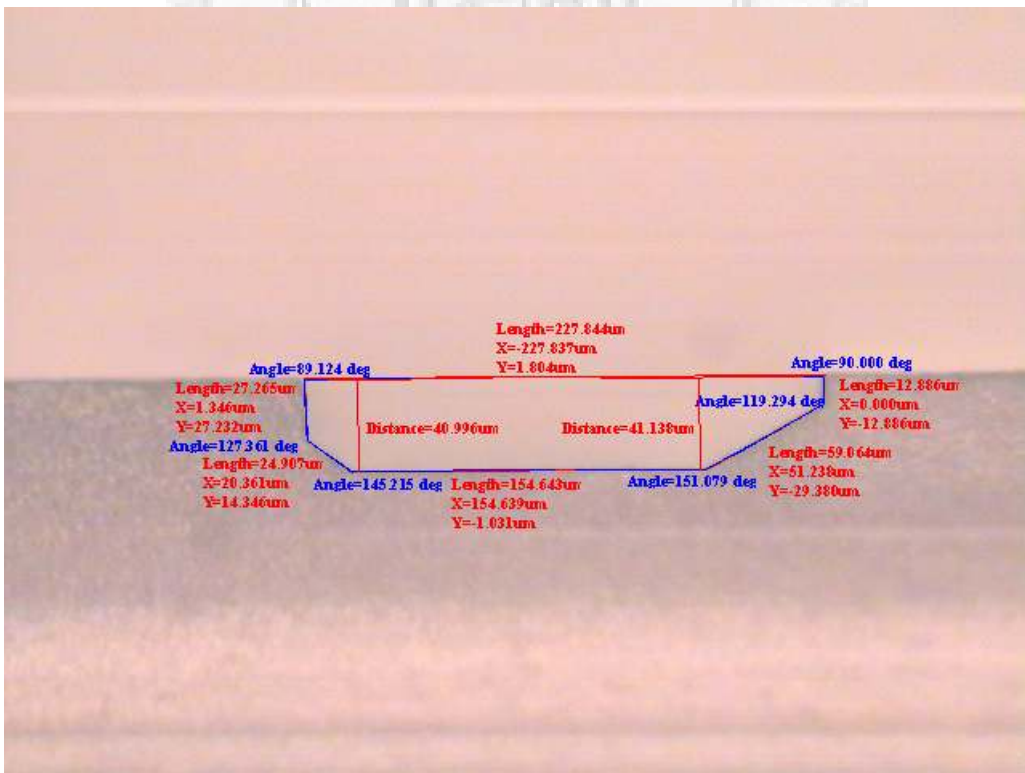 Length=227.844um
X=-227.837um
Y=1.804um
Angle=89.124 deg
Angle=90.000 deg
Length=27.265um
X=1.346um
Y=27.232um
Length=12.886um
X=0.000um
Y=-12.886um
Angle=119.294 deg
Distance=40.996um
Distance=41.138um
Angle=127.361 deg
Length=24.907um
X=20.361um
Y=14.346um
Angle=145.215 deg
Length=154.643um
X=154.639um
Y=-1.031um
Angle=151.079 deg
Length=59.064um
X=51.238um
Y=-29.380um